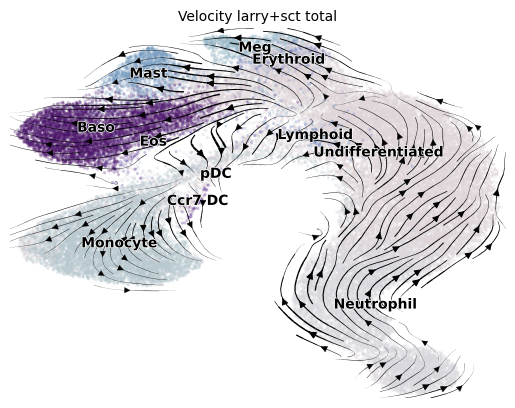 Velocity larry+sct total
Meg
Erythroid
Mast
Baso
Eos
Lymphoid
Undifferentiated
pDC
Ccr7 DC
Monocyte
Neutrophil